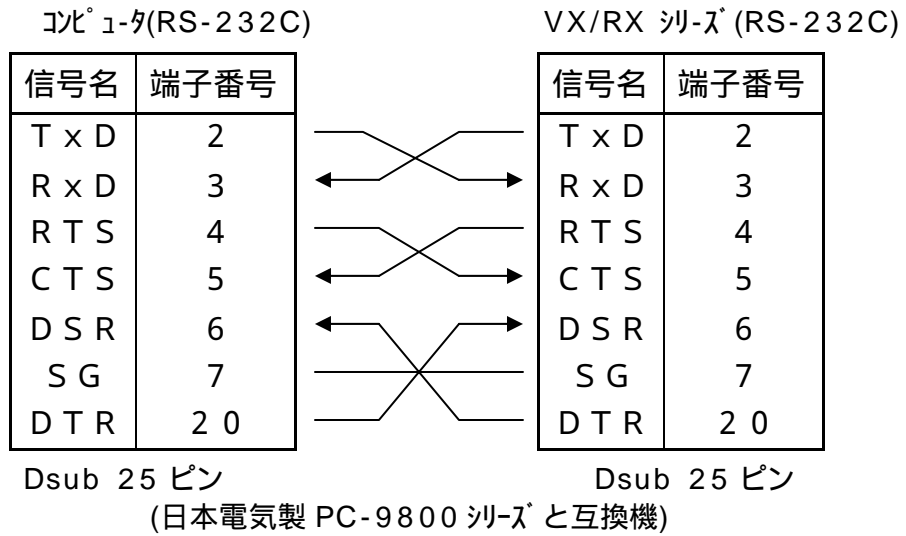 コンピュータ(RS-232C) VX/RX シリーズ(RS-232C)
信号名 端子番号 信号名 端子番号
TxD 2 TxD 2
RxD 3 RxD 3
RTS 4 RTS 4
CTS 5 CTS 5
DSR 6 DSR 6
SG 7 SG 7
DTR 20 DTR 20
Dsub 25 ピン Dsub 25 ピン
(日本電気製 PC-9800 シリーズと互換機)